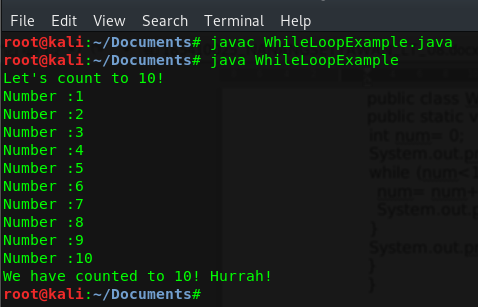 File Edit View Search Terminal Help
root@kali:~/Documents# javac WhileLoopExample.java
root@kali:~/Documents# java WhileLoopExample
Let's count to 10!
Number :1
Number :2
Number :3
Number :4
Number :5
Number :6
Number :7
Number :8
Number :9
Number :10
We have counted to 10! Hurrah!
root@kali:~/Documents#
public class
public static
int num= 0;
System.out.
while (num<
num= num+
System.out.
}
System.out.
}
}